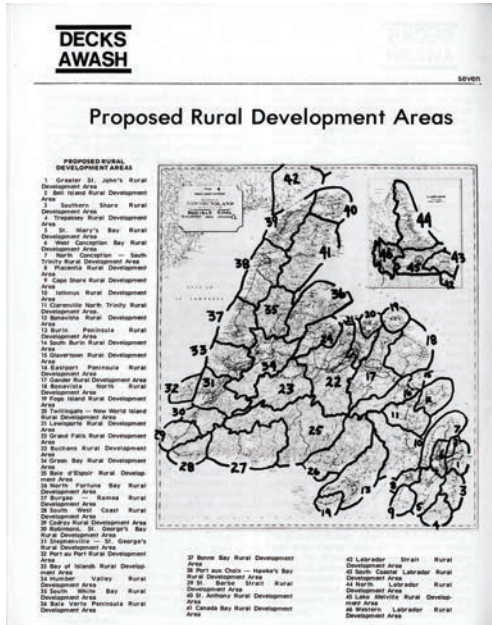 DECKS
AWASH
seven
Proposed Rural Development Areas
PROPOSED RURAL
DEVELOPMENT AREAS
1 Greater St. John's Rural
Development Area
2 Bell Island Rural Development
Area
3 Southern Shore Rural
Development Area
4 Trepassey Rural Development
Area
5 St. Mary's Bay Rural
Development Area
6 West Conception Bay Rural
Development Area
7 North Conception — South
Trinity Rural Development Area
8 Placentia Rural Development
Area
9 Cape Shore Rural Development
Area
10 Isthmus Rural Development
Area
11 Clarenville North Trinity Rural
Development Area
12 Bonavista Rural Development
Area
13 Burin Peninsula Rural
Development Area
14 South Burin Rural Development
Area
15 Glovertown Rural Development
Area
16 Eastport Peninsula Rural
Development Area
17 Gander Rural Development Area
18 Bonavista North Rural
Development Area
19 Fogo Island Rural Development
Area
20 Twillingate — New World Island
Rural Development Area
21 Lewisporte Rural Development
Area
22 Grand Falls Rural Development
Area
23 Buchans Rural Development
Area
24 Green Bay Rural Development
Area
25 Baie d'Espoir Rural Develop-
ment Area
26 North Fortune Bay Rural
Development Area
27 Burgeo — Ramea Rural
Development Area
28 South West Coast Rural
Development Area
29 Codroy Rural Development Area
30 Robinsons, St. George's Bay
Rural Development Area
31 Stephenville — St. George's
Rural Development Area
32 Port au Port Rural Development
Area
33 Bay of Islands Rural Develop-
ment Area
34 Humber Valley Rural
Development Area
35 South White Bay Rural
Development Area
36 Baie Verte Peninsula Rural
Development Area
37 Bonne Bay Rural Development
Area
38 Port aux Choix — Hawke's Bay
Rural Development Area
39 St. Barbe Strait Rural
Development Area
40 St. Anthony Rural Development
Area
41 Canada Bay Rural Development
Area
42 Labrador Strait Rural
Development Area
43 South Coastal Labrador Rural
Development Area
44 North Labrador Rural
Development Area
45 Lake Melville Rural Develop-
ment Area
46 Western Labrador Rural
Development Area
42
39
40
44
41
46
45
43
42
38
36
35
37
21
20
19
24
33
18
34
32
31
23
22
17
15
16
30
11
29
25
10
7
28
27
26
6
1
13
8
3
9
5
4